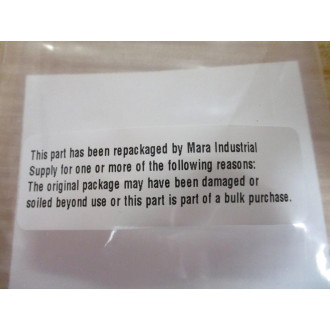 This part has been repackaged by Mara Industrial
Supply for one or more of the following reasons:
The original package may have been damaged or
soiled beyond use or this part is part of a bulk purchase.